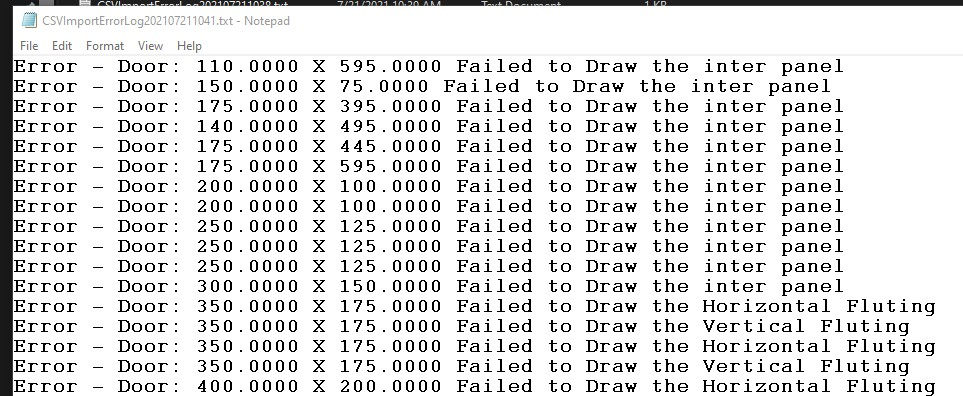 CSVImportErrorLog202107211038.txt 7/21/2021 10:39 AM Text Document 1 KB
CSVImportErrorLog202107211041.txt - Notepad
File Edit Format View Help
Error - Door: 110.0000 X 595.0000 Failed to Draw the inter panel
Error - Door: 150.0000 X 75.0000 Failed to Draw the inter panel
Error - Door: 175.0000 X 395.0000 Failed to Draw the inter panel
Error - Door: 140.0000 X 495.0000 Failed to Draw the inter panel
Error - Door: 175.0000 X 445.0000 Failed to Draw the inter panel
Error - Door: 175.0000 X 595.0000 Failed to Draw the inter panel
Error - Door: 200.0000 X 100.0000 Failed to Draw the inter panel
Error - Door: 200.0000 X 100.0000 Failed to Draw the inter panel
Error - Door: 250.0000 X 125.0000 Failed to Draw the inter panel
Error - Door: 250.0000 X 125.0000 Failed to Draw the inter panel
Error - Door: 250.0000 X 125.0000 Failed to Draw the inter panel
Error - Door: 300.0000 X 150.0000 Failed to Draw the inter panel
Error - Door: 350.0000 X 175.0000 Failed to Draw the Horizontal Fluting
Error - Door: 350.0000 X 175.0000 Failed to Draw the Vertical Fluting
Error - Door: 350.0000 X 175.0000 Failed to Draw the Horizontal Fluting
Error - Door: 350.0000 X 175.0000 Failed to Draw the Vertical Fluting
Error - Door: 400.0000 X 200.0000 Failed to Draw the Horizontal Fluting